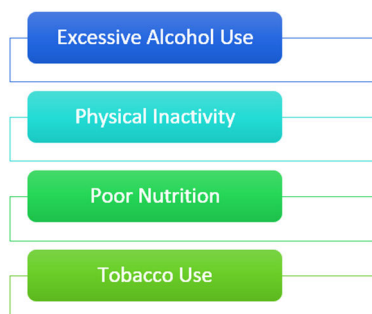 Excessive Alcohol Use
Physical Inactivity
Poor Nutrition
Tobacco Use